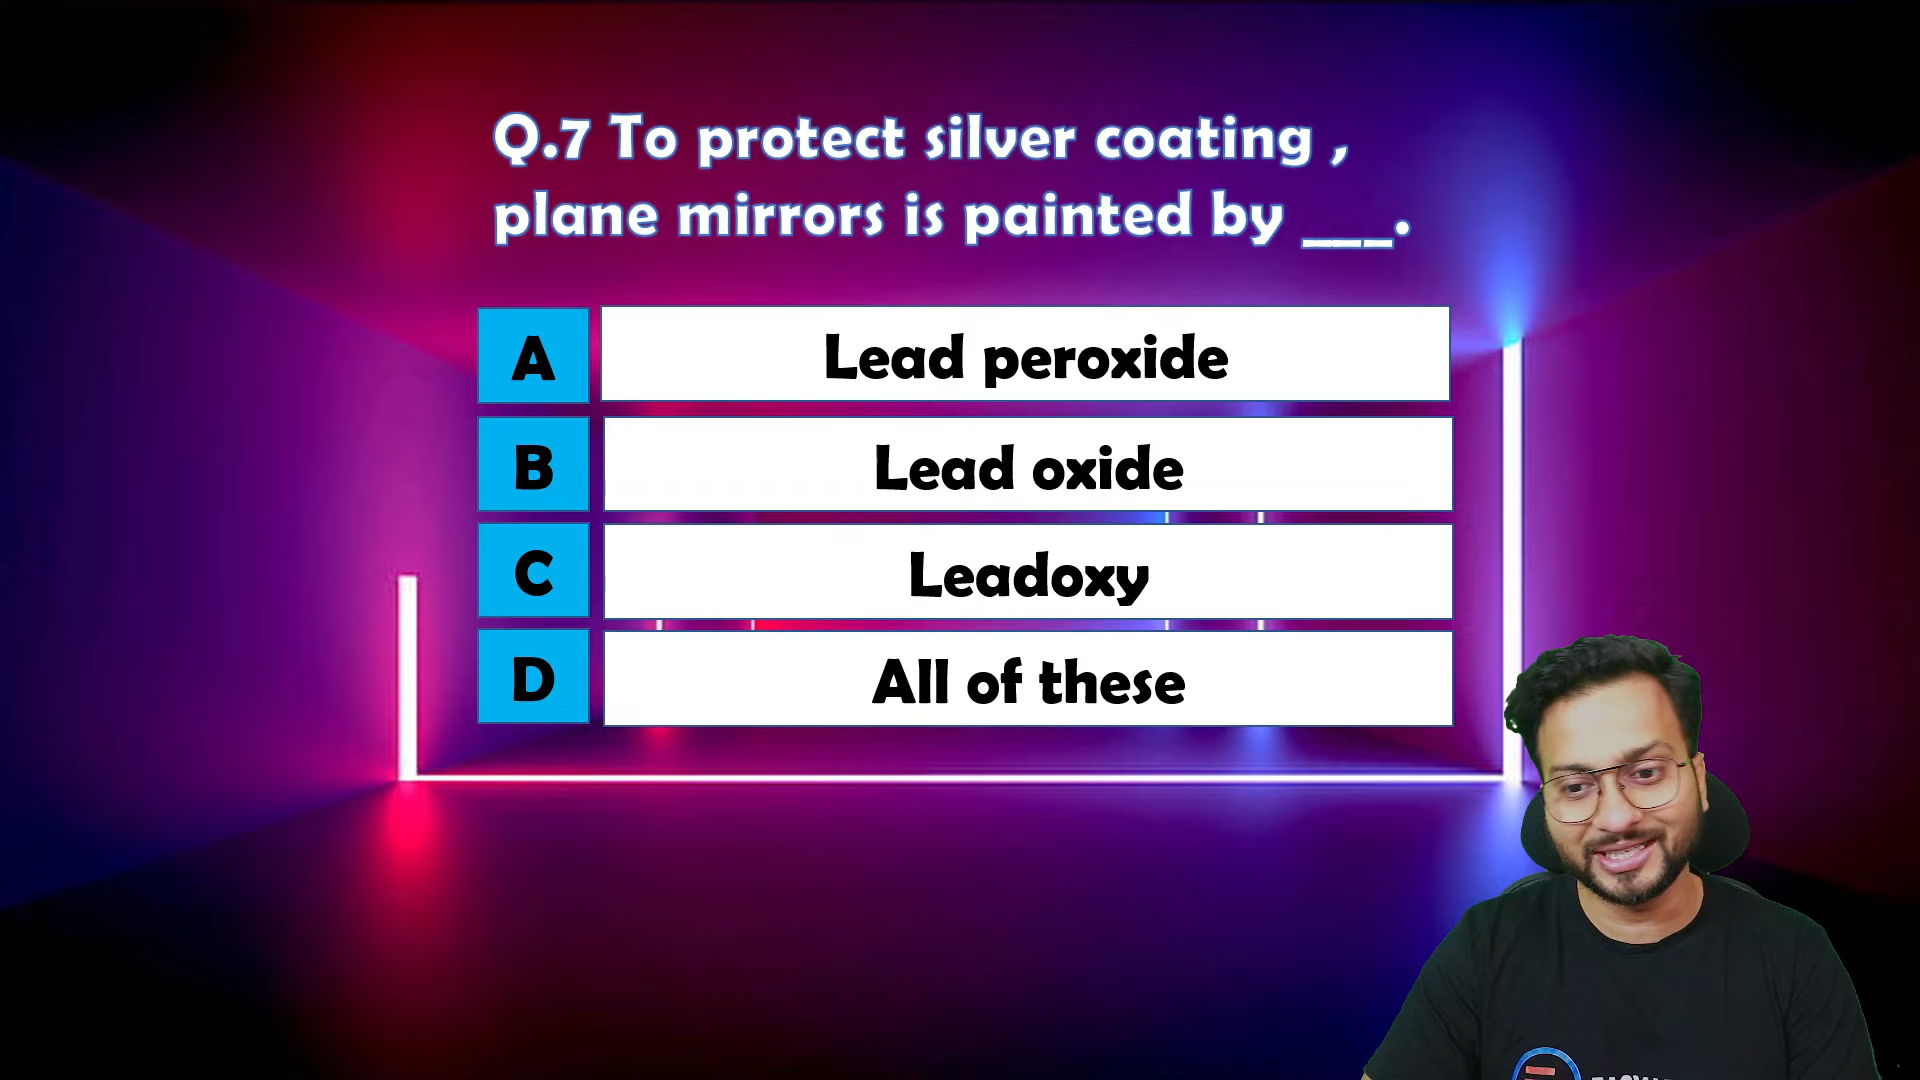 Q.7 To protect silver coating ,
plane mirrors is painted by ___.
A Lead peroxide
B Lead oxide
C Leadoxy
D All of these